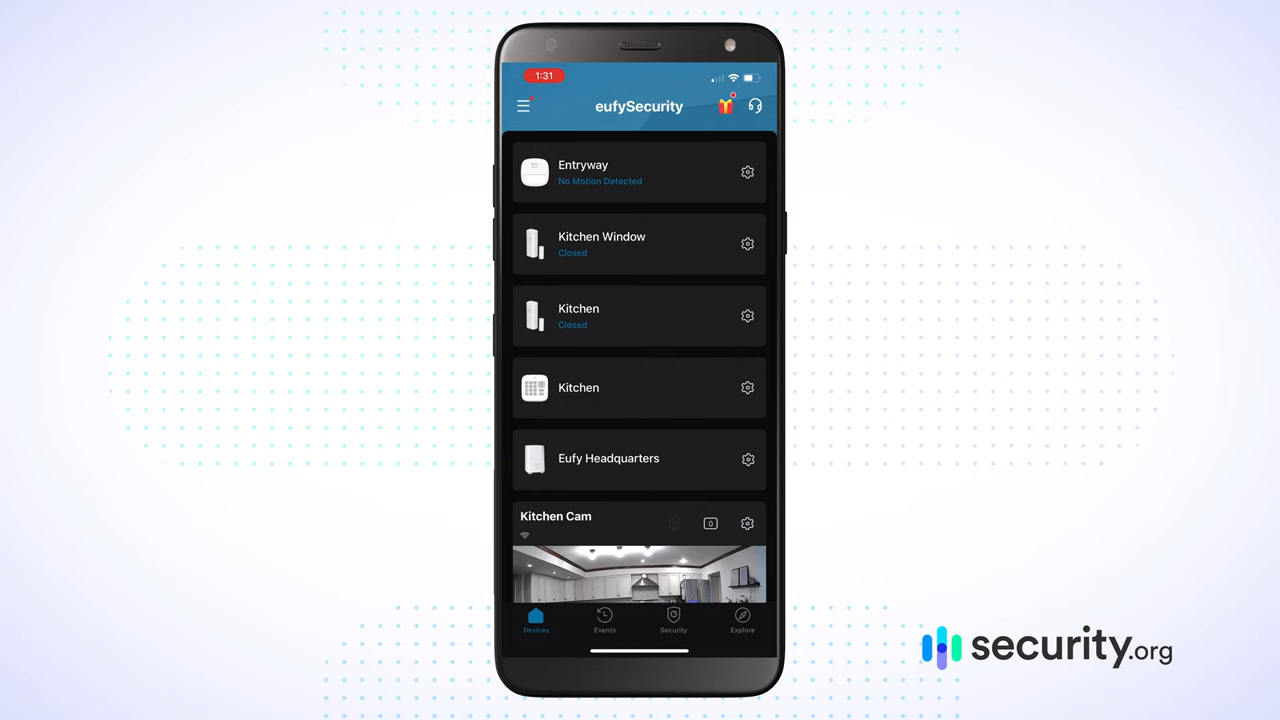 1:31
eufySecurity
Entryway
No Motion Detected
Kitchen Window
Closed
Kitchen
Closed
Kitchen
Eufy Headquarters
Kitchen Cam
0
Devices
Events
Security
Explore
security.org